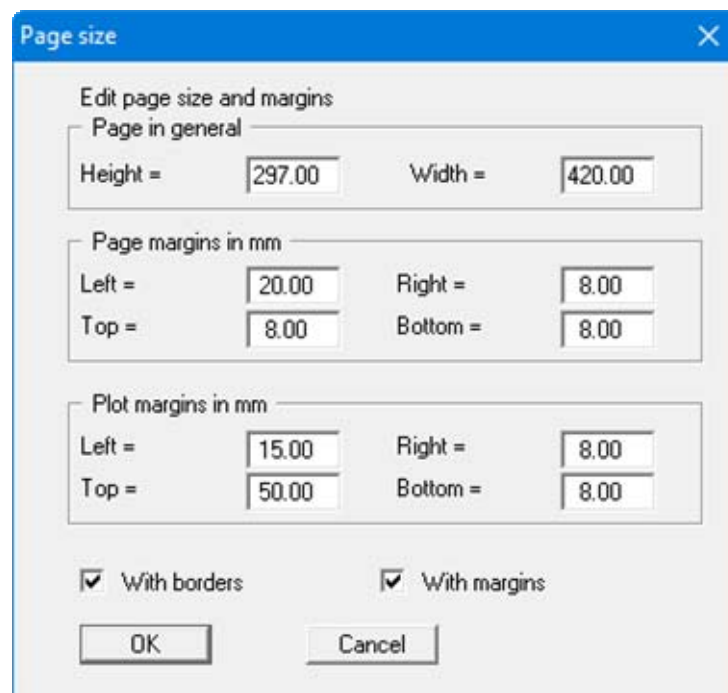 Page size
Edit page size and margins
Page in general
Height = 297.00 Width = 420.00
Page margins in mm
Left = 20.00 Right = 8.00
Top = 8.00 Bottom = 8.00
Plot margins in mm
Left = 15.00 Right = 8.00
Top = 50.00 Bottom = 8.00
With borders With margins
OK Cancel